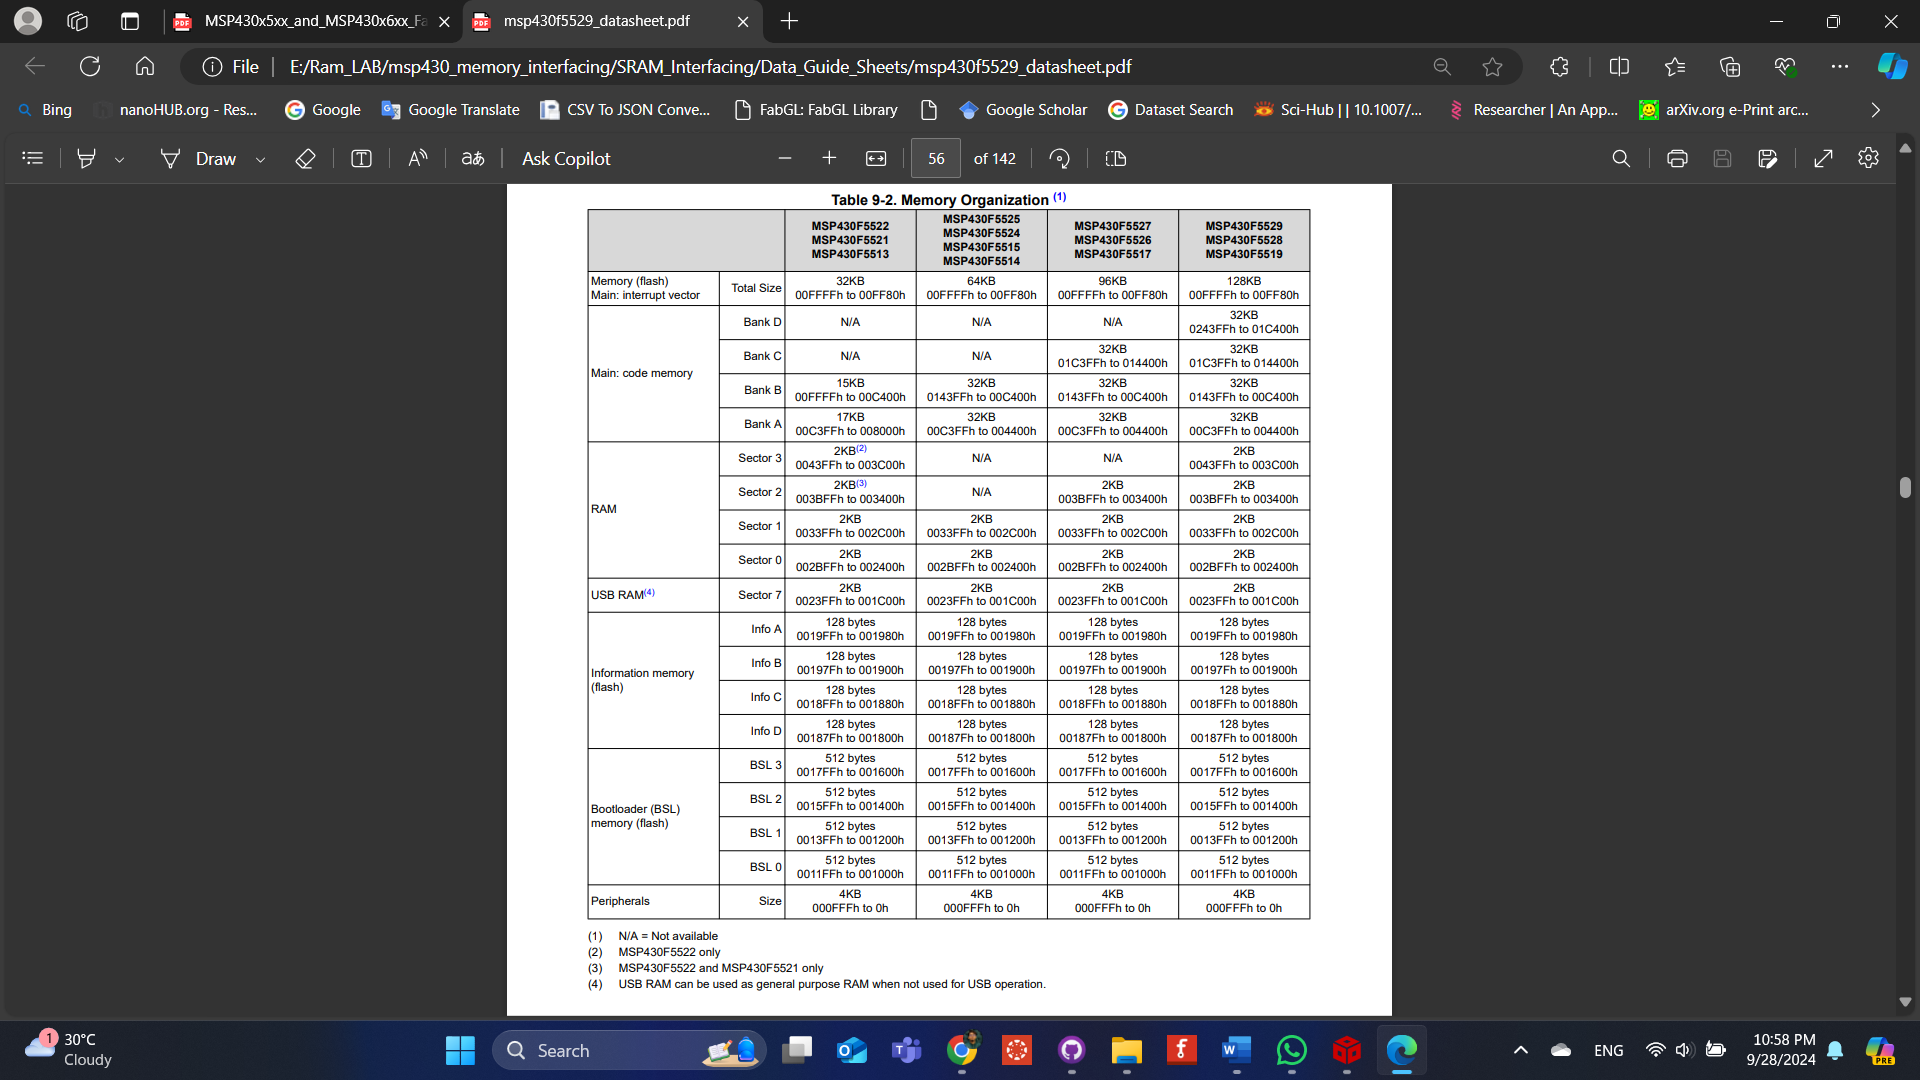 MSP430x5xx_and_MSP430x6xx_Fa
msp430f5529_datasheet.pdf
File
E:/Ram_LAB/msp430_memory_interfacing/SRAM_Interfacing/Data_Guide_Sheets/msp430f5529_datasheet.pdf
Bing
nanoHUB.org - Res...
Google
Google Translate
CSV To JSON Conve...
FabGL: FabGL Library
Google Scholar
Dataset Search
Sci-Hub | | 10.1007/...
Researcher | An App...
arXiv.org e-Print arc...
Draw
Ask Copilot
56 of 142
Table 9-2. Memory Organization (1)
MSP430F5522
MSP430F5521
MSP430F5513
MSP430F5525
MSP430F5524
MSP430F5515
MSP430F5514
MSP430F5527
MSP430F5526
MSP430F5517
MSP430F5529
MSP430F5528
MSP430F5519
Memory (flash)
Main: interrupt vector
Total Size
32KB
00FFFFh to 00FF80h
64KB
00FFFFh to 00FF80h
96KB
00FFFFh to 00FF80h
128KB
00FFFFh to 00FF80h
Main: code memory
Bank D
N/A
N/A
N/A
32KB
0243FFh to 01C400h
Bank C
N/A
N/A
32KB
01C3FFh to 014400h
32KB
01C3FFh to 014400h
Bank B
15KB
00FFFFh to 00C400h
32KB
0143FFh to 00C400h
32KB
0143FFh to 00C400h
32KB
0143FFh to 00C400h
Bank A
17KB
00C3FFh to 008000h
32KB
00C3FFh to 004400h
32KB
00C3FFh to 004400h
32KB
00C3FFh to 004400h
RAM
Sector 3
2KB(2)
0043FFh to 003C00h
N/A
N/A
2KB
0043FFh to 003C00h
Sector 2
2KB(3)
003BFFh to 003400h
N/A
2KB
003BFFh to 003400h
2KB
003BFFh to 003400h
Sector 1
2KB
0033FFh to 002C00h
2KB
0033FFh to 002C00h
2KB
0033FFh to 002C00h
2KB
0033FFh to 002C00h
Sector 0
2KB
002BFFh to 002400h
2KB
002BFFh to 002400h
2KB
002BFFh to 002400h
2KB
002BFFh to 002400h
USB RAM(4)
Sector 7
2KB
0023FFh to 001C00h
2KB
0023FFh to 001C00h
2KB
0023FFh to 001C00h
2KB
0023FFh to 001C00h
Information memory
(flash)
Info A
128 bytes
0019FFh to 001980h
128 bytes
0019FFh to 001980h
128 bytes
0019FFh to 001980h
128 bytes
0019FFh to 001980h
Info B
128 bytes
00197Fh to 001900h
128 bytes
00197Fh to 001900h
128 bytes
00197Fh to 001900h
128 bytes
00197Fh to 001900h
Info C
128 bytes
0018FFh to 001880h
128 bytes
0018FFh to 001880h
128 bytes
0018FFh to 001880h
128 bytes
0018FFh to 001880h
Info D
128 bytes
00187Fh to 001800h
128 bytes
00187Fh to 001800h
128 bytes
00187Fh to 001800h
128 bytes
00187Fh to 001800h
Bootloader (BSL)
memory (flash)
BSL 3
512 bytes
0017FFh to 001600h
512 bytes
0017FFh to 001600h
512 bytes
0017FFh to 001600h
512 bytes
0017FFh to 001600h
BSL 2
512 bytes
0015FFh to 001400h
512 bytes
0015FFh to 001400h
512 bytes
0015FFh to 001400h
512 bytes
0015FFh to 001400h
BSL 1
512 bytes
0013FFh to 001200h
512 bytes
0013FFh to 001200h
512 bytes
0013FFh to 001200h
512 bytes
0013FFh to 001200h
BSL 0
512 bytes
0011FFh to 001000h
512 bytes
0011FFh to 001000h
512 bytes
0011FFh to 001000h
512 bytes
0011FFh to 001000h
Peripherals
Size
4KB
000FFFh to 0h
4KB
000FFFh to 0h
4KB
000FFFh to 0h
4KB
000FFFh to 0h
(1) N/A = Not available
(2) MSP430F5522 only
(3) MSP430F5522 and MSP430F5521 only
(4) USB RAM can be used as general purpose RAM when not used for USB operation.
1
30°C
Cloudy
Search
ENG
10:58 PM
9/28/2024
PRE